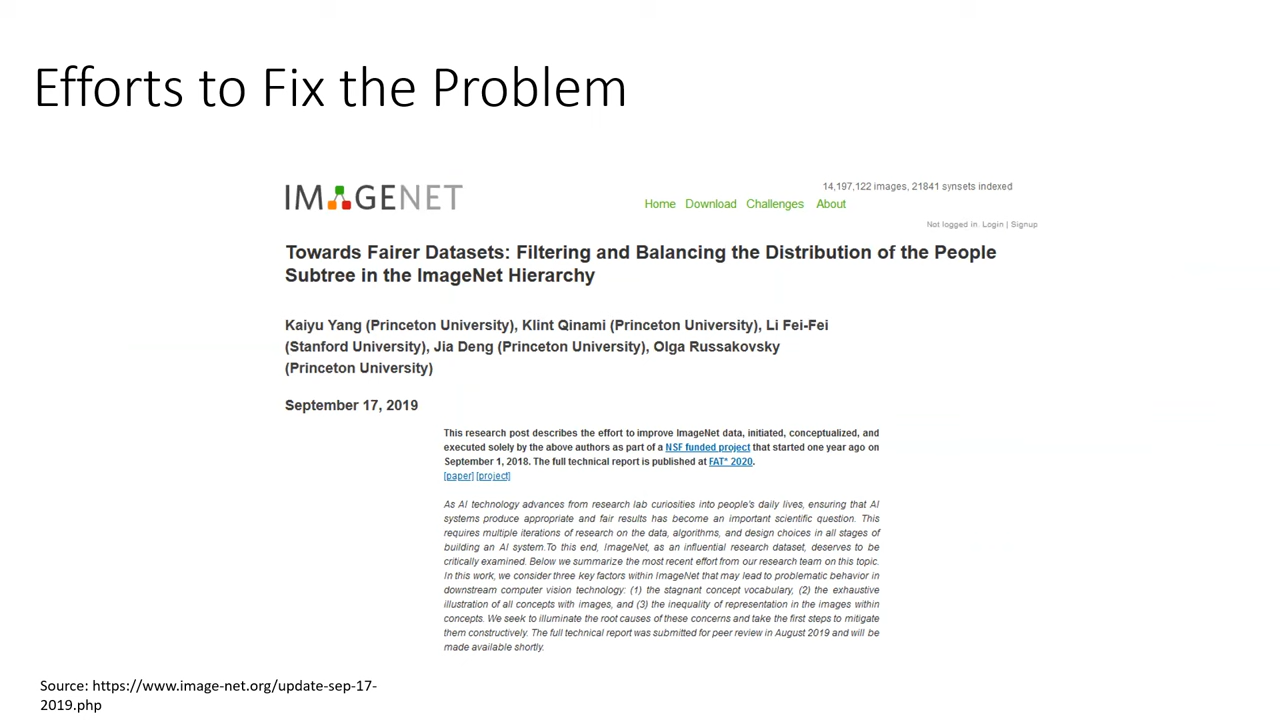 Efforts to Fix the Problem
IMAGENET
14,197,122 images, 21841 synsets indexed
Home Download Challenges About
Not logged in. Login | Signup
Towards Fairer Datasets: Filtering and Balancing the Distribution of the People
Subtree in the ImageNet Hierarchy
Kaiyu Yang (Princeton University), Klint Qinami (Princeton University), Li Fei-Fei
(Stanford University), Jia Deng (Princeton University), Olga Russakovsky
(Princeton University)
September 17, 2019
This research post describes the effort to improve ImageNet data, initiated, conceptualized, and
executed solely by the above authors as part of a NSF funded project that started one year ago on
September 1, 2018. The full technical report is published at FAT* 2020.
[paper] [project]
As AI technology advances from research lab curiosities into people's daily lives, ensuring that AI
systems produce appropriate and fair results has become an important scientific question. This
requires multiple iterations of research on the data, algorithms, and design choices in all stages of
building an AI system.To this end, ImageNet, as an influential research dataset, deserves to be
critically examined. Below we summarize the most recent effort from our research team on this topic.
In this work, we consider three key factors within ImageNet that may lead to problematic behavior in
downstream computer vision technology: (1) the stagnant concept vocabulary, (2) the exhaustive
illustration of all concepts with images, and (3) the inequality of representation in the images within
concepts. We seek to illuminate the root causes of these concerns and take the first steps to mitigate
them constructively. The full technical report was submitted for peer review in August 2019 and will be
made available shortly.
Source: https://www.image-net.org/update-sep-17-
2019.php